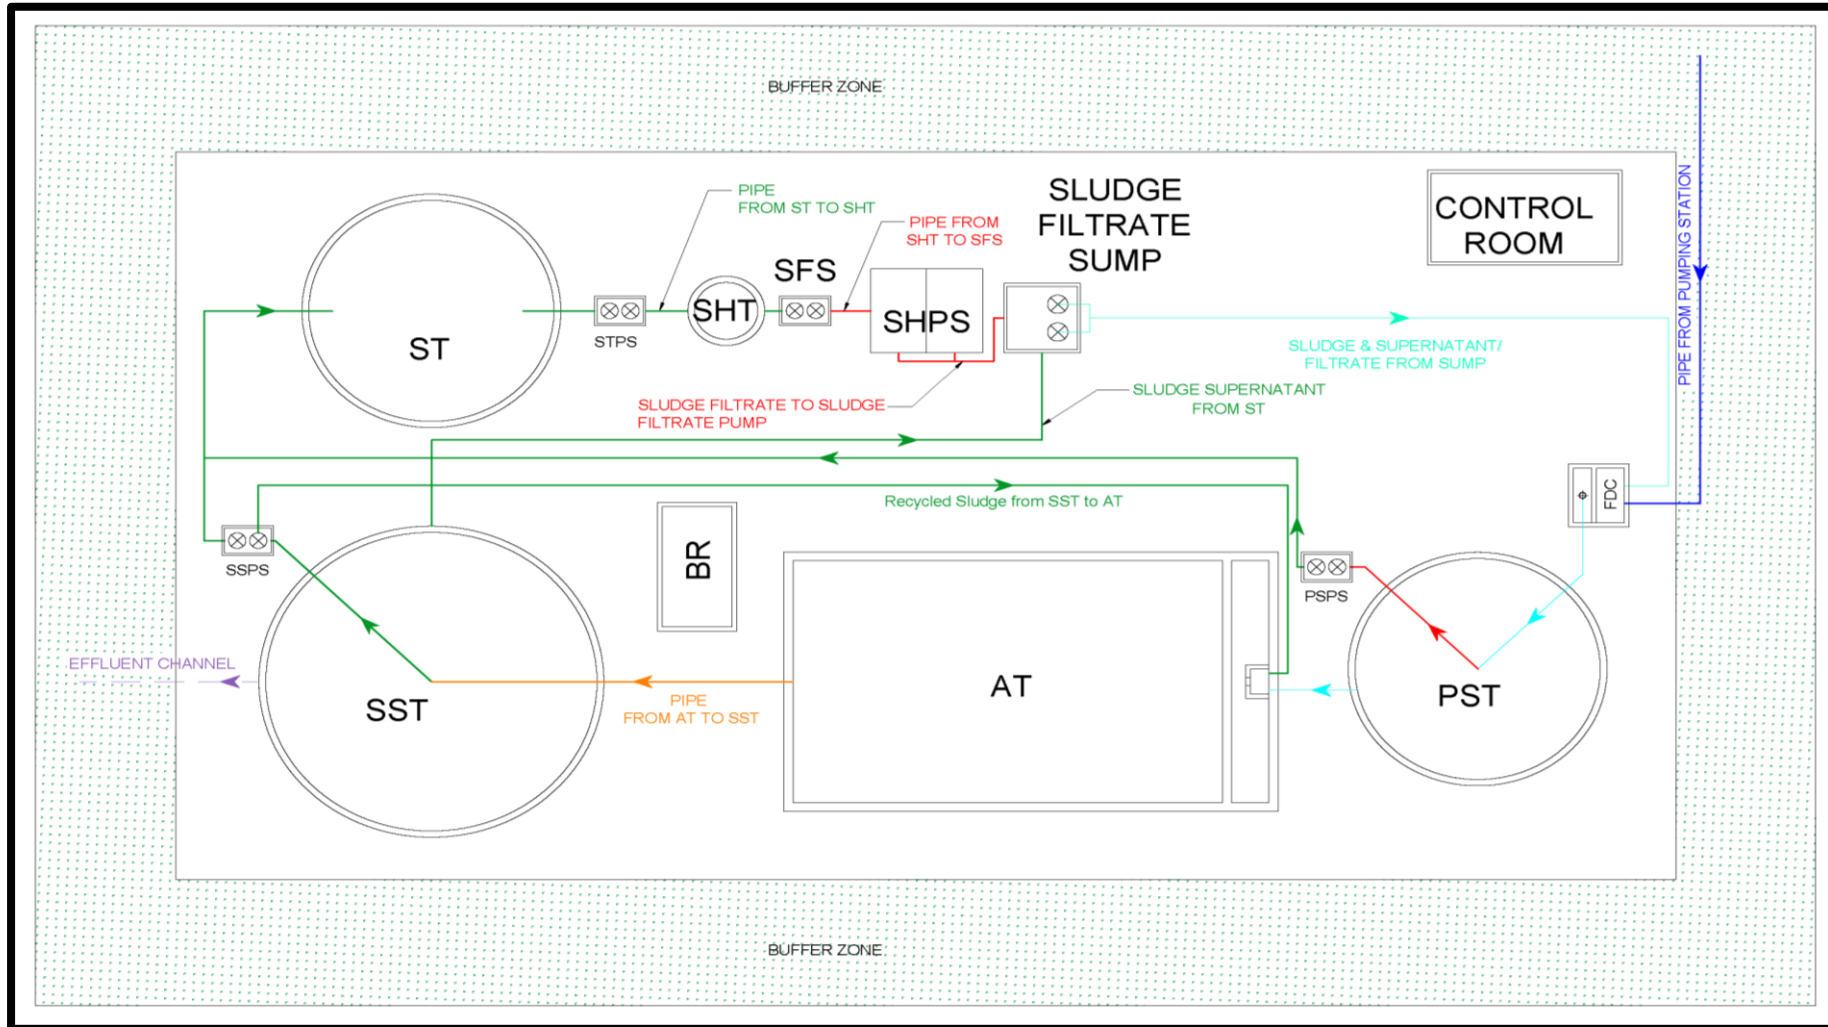 BUFFER ZONE
PIPE
FROM ST TO SHT
PIPE FROM
SHT TO SFS
SLUDGE
FILTRATE
SUMP
CONTROL
ROOM
PIPE FROM PUMPING STATION
SFS
SHT
SHPS
STPS
ST
SLUDGE & SUPERNATANT/
FILTRATE FROM SUMP
SLUDGE FILTRATE TO SLUDGE
FILTRATE PUMP
SLUDGE SUPERNATANT
FROM ST
Recycled Sludge from SST to AT
FDC
SSPS
BR
PSPS
EFFLUENT CHANNEL
SST
PIPE
FROM AT TO SST
AT
PST
BUFFER ZONE